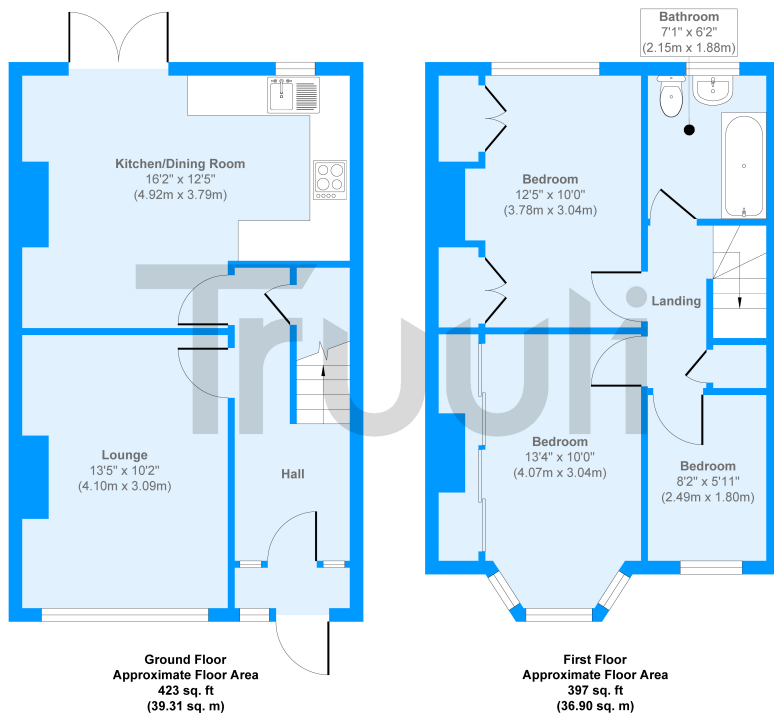 Bathroom
7'1" x 6'2"
(2.15m x 1.88m)
Kitchen/Dining Room
16'2" x 12'5"
(4.92m x 3.79m)
Bedroom
12'5" x 10'0"
(3.78m x 3.04m)
Landing
Truuli
Lounge
13'5" x 10'2"
(4.10m x 3.09m)
Hall
Bedroom
13'4" x 10'0"
(4.07m x 3.04m)
Bedroom
8'2" x 5'11"
(2.49m x 1.80m)
Ground Floor
Approximate Floor Area
423 sq. ft
(39.31 sq. m)
First Floor
Approximate Floor Area
397 sq. ft
(36.90 sq. m)